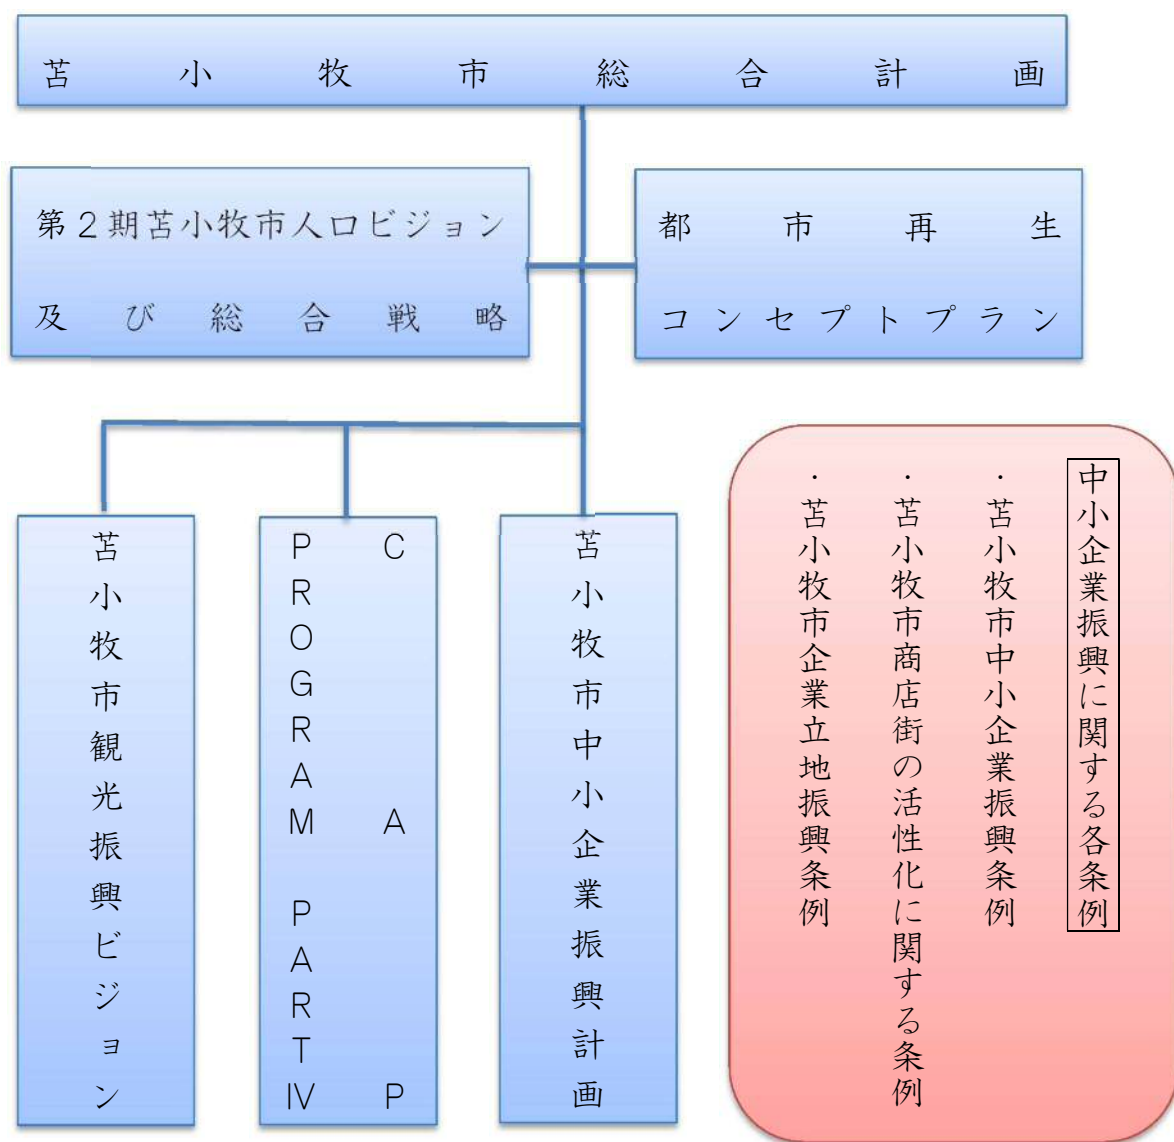 苫小牧市総合計画
第2期苫小牧市人口ビジョン
及び総合戦略
都市再生
コンセプトプラン
苫小牧市観光振興ビジョン
CAP
PROGRAM PARTⅣ
苫小牧市中小企業振興計画
中小企業振興に関する各条例
・苫小牧市中小企業振興条例
・苫小牧市商店街の活性化に関する条例
・苫小牧市企業立地振興条例